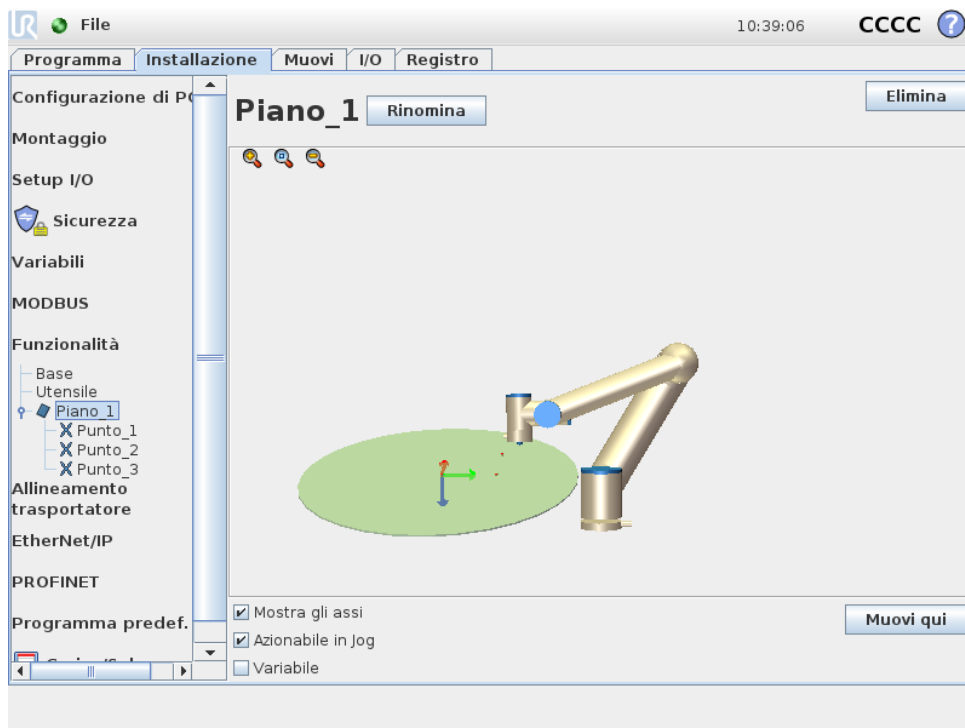 UR File 10:39:06 CCCC ?
Programma Installazione Muovi I/O Registro
Configurazione di PO
Montaggio
Setup I/O
Sicurezza
Variabili
MODBUS
Funzionalità
Base
Utensile
Piano_1
Punto_1
Punto_2
Punto_3
Allineamento
trasportatore
EtherNet/IP
PROFINET
Programma predef.
Piano_1 Rinomina Elimina
Mostra gli assi
Azionabile in Jog
Variabile
Muovi qui